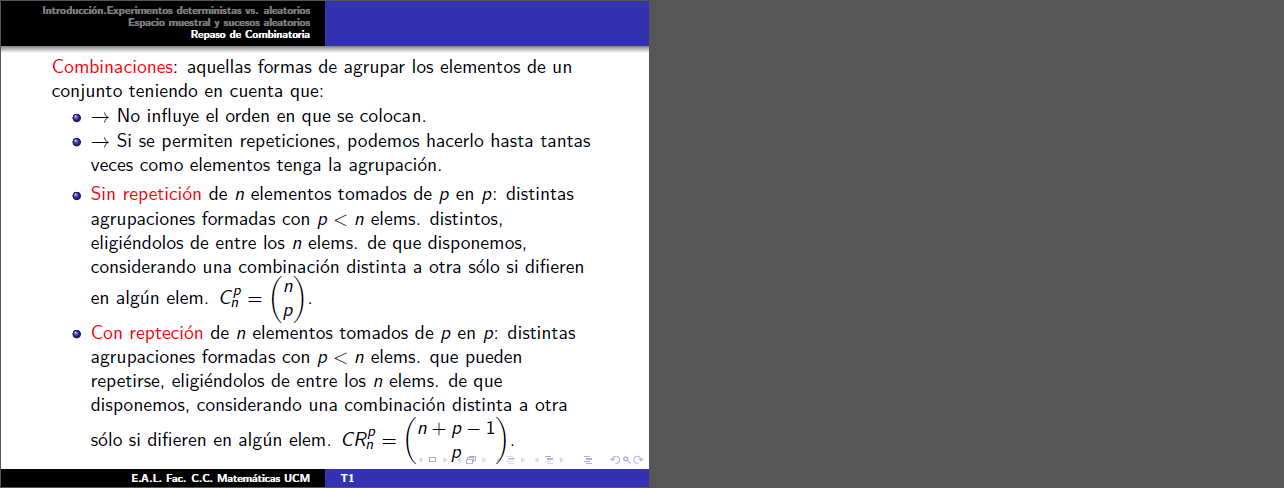 Introducción.Experimentos deterministas vs. aleatorios
Espacio muestral y sucesos aleatorios
Repaso de Combinatoria
Combinaciones: aquellas formas de agrupar los elementos de un
conjunto teniendo en cuenta que:
→ No influye el orden en que se colocan.
→ Si se permiten repeticiones, podemos hacerlo hasta tantas
veces como elementos tenga la agrupación.
Sin repetición de n elementos tomados de p en p: distintas
agrupaciones formadas con p < n elems. distintos,
eligiéndolos de entre los n elems. de que disponemos,
considerando una combinación distinta a otra sólo si difieren
en algún elem. C_n^p = (n p).
Con repteción de n elementos tomados de p en p: distintas
agrupaciones formadas con p < n elems. que pueden
repetirse, eligiéndolos de entre los n elems. de que
disponemos, considerando una combinación distinta a otra
sólo si difieren en algún elem. CR_n^p = (n + p − 1 p).
E.A.L. Fac. C.C. Matemáticas UCM T1